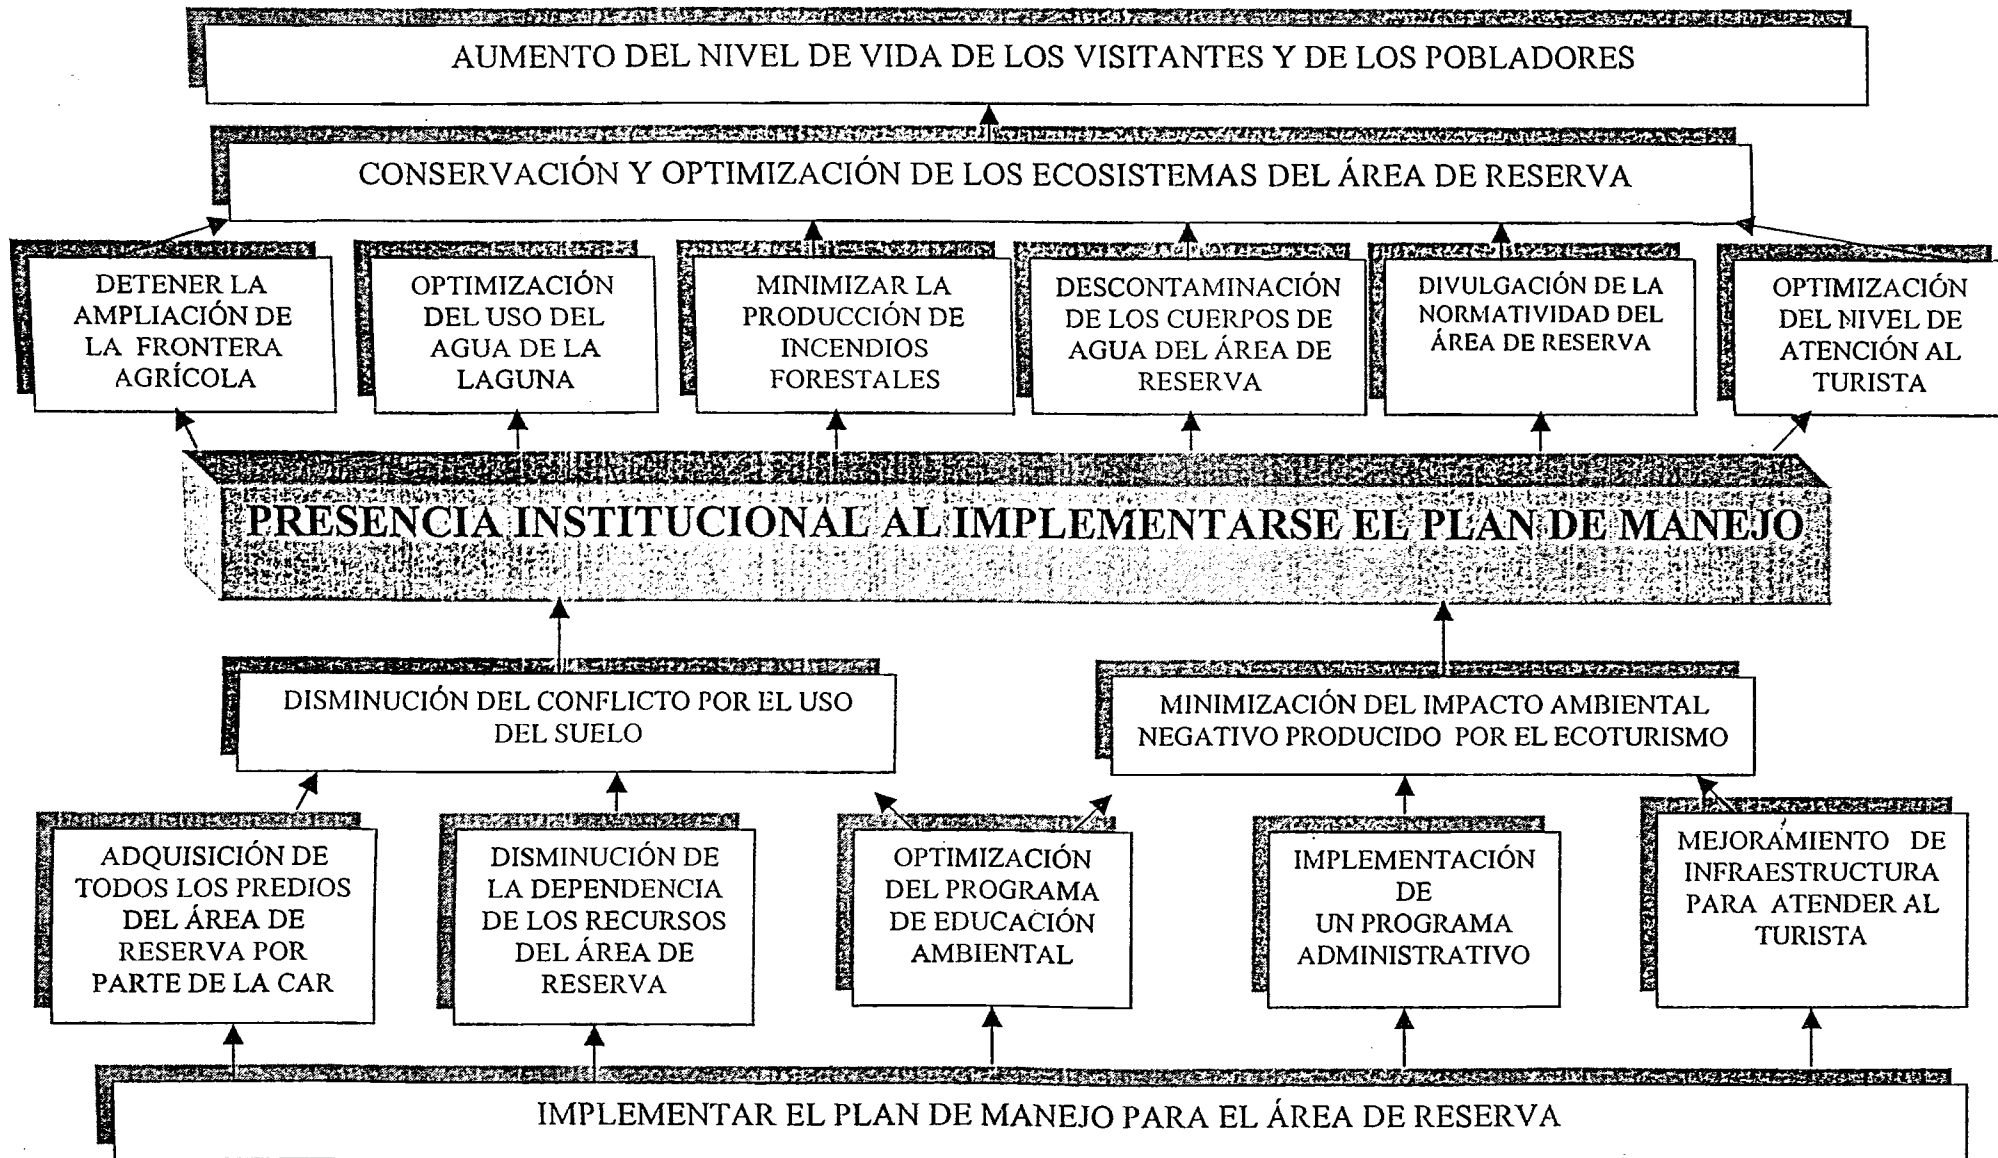 AUMENTO DEL NIVEL DE VIDA DE LOS VISITANTES Y DE LOS POBLADORES
CONSERVACIÓN Y OPTIMIZACIÓN DE LOS ECOSISTEMAS DEL ÁREA DE RESERVA
DETENER LA
AMPLIACIÓN DE
LA FRONTERA
AGRÍCOLA
OPTIMIZACIÓN
DEL USO DEL
AGUA DE LA
LAGUNA
MINIMIZAR LA
PRODUCCIÓN DE
INCENDIOS
FORESTALES
DESCONTAMINACIÓN
DE LOS CUERPOS DE
AGUA DEL ÁREA DE
RESERVA
DIVULGACIÓN DE LA
NORMATIVIDAD DEL
ÁREA DE RESERVA
OPTIMIZACIÓN
DEL NIVEL DE
ATENCIÓN AL
TURISTA
PRESENCIA INSTITUCIONAL AL IMPLEMENTARSE EL PLAN DE MANEJO
DISMINUCIÓN DEL CONFLICTO POR EL USO
DEL SUELO
MINIMIZACIÓN DEL IMPACTO AMBIENTAL
NEGATIVO PRODUCIDO POR EL ECOTURISMO
ADQUISICIÓN DE
TODOS LOS PREDIOS
DEL ÁREA DE
RESERVA POR
PARTE DE LA CAR
DISMINUCIÓN DE
LA DEPENDENCIA
DE LOS RECURSOS
DEL ÁREA DE
RESERVA
OPTIMIZACIÓN
DEL PROGRAMA
DE EDUCACIÓN
AMBIENTAL
IMPLEMENTACIÓN
DE
UN PROGRAMA
ADMINISTRATIVO
MEJORAMIENTO DE
INFRAESTRUCTURA
PARA ATENDER AL
TURISTA
IMPLEMENTAR EL PLAN DE MANEJO PARA EL ÁREA DE RESERVA